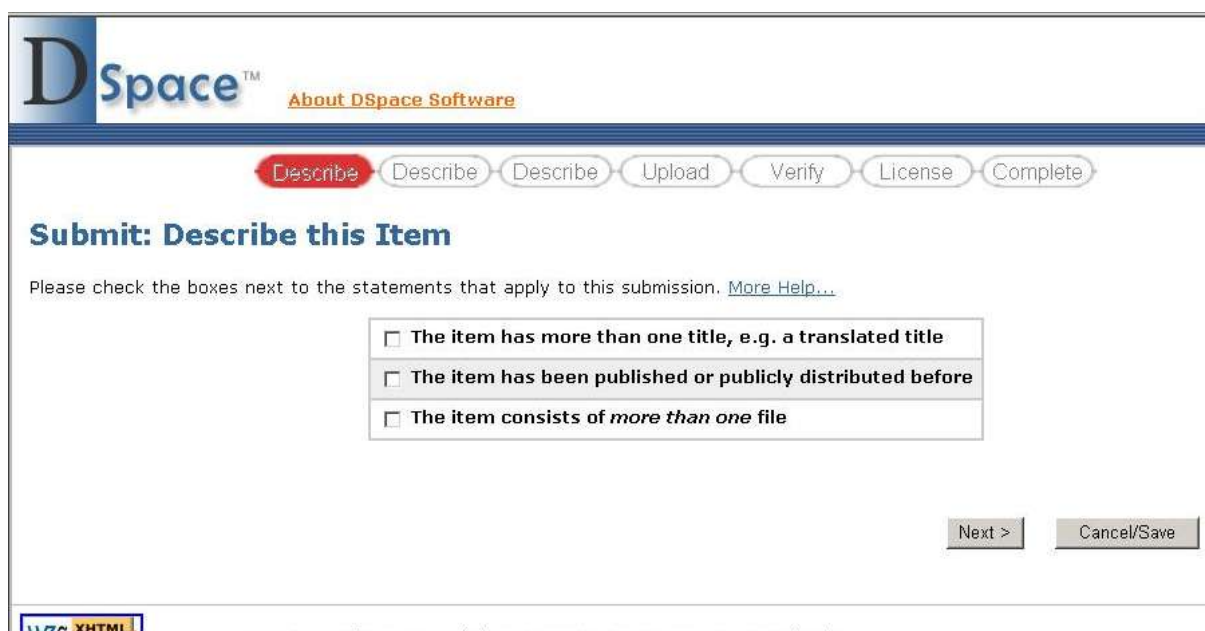 DSpace™
About DSpace Software
Describe Describe Describe Upload Verify License Complete
Submit: Describe this Item
Please check the boxes next to the statements that apply to this submission. More Help...
The item has more than one title, e.g. a translated title
The item has been published or publicly distributed before
The item consists of more than one file
Next > Cancel/Save
W3C XHTML